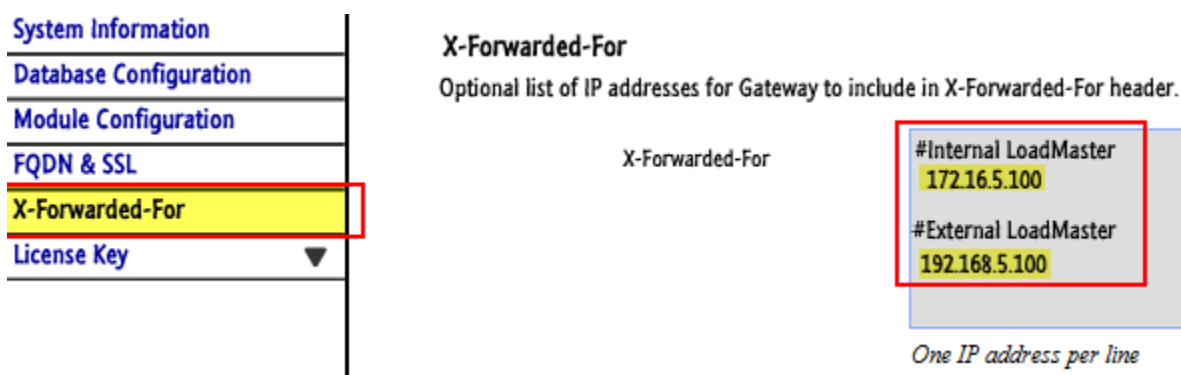 System Information
Database Configuration
Module Configuration
FQDN & SSL
X-Forwarded-For
License Key
X-Forwarded-For
Optional list of IP addresses for Gateway to include in X-Forwarded-For header.
X-Forwarded-For
#Internal LoadMaster
172.16.5.100
#External LoadMaster
192.168.5.100
One IP address per line